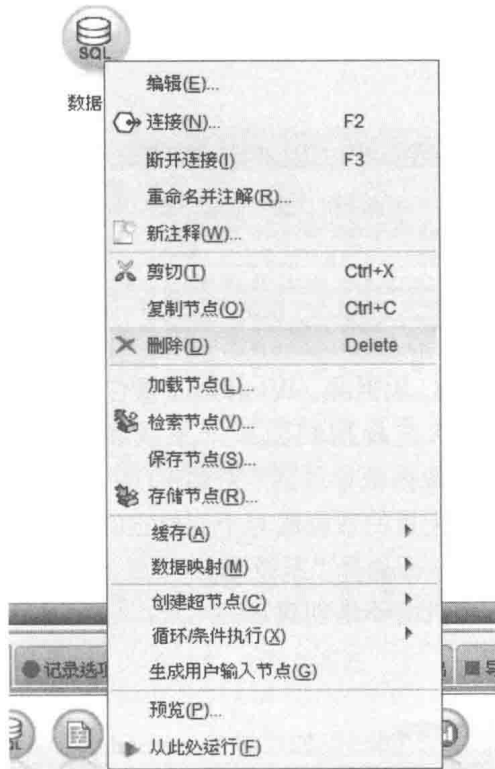 SQL
数据
编辑(E)...
连接(N)... F2
断开连接(I) F3
重命名并注解(R)...
新注释(W)...
剪切(T) Ctrl+X
复制节点(O) Ctrl+C
删除(D) Delete
加载节点(L)...
检索节点(V)...
保存节点(S)...
存储节点(R)...
缓存(A)
数据映射(M)
创建超节点(C)
循环/条件执行(X)
生成用户输入节点(G)
记录选项
预览(P)...
从此处运行(F)